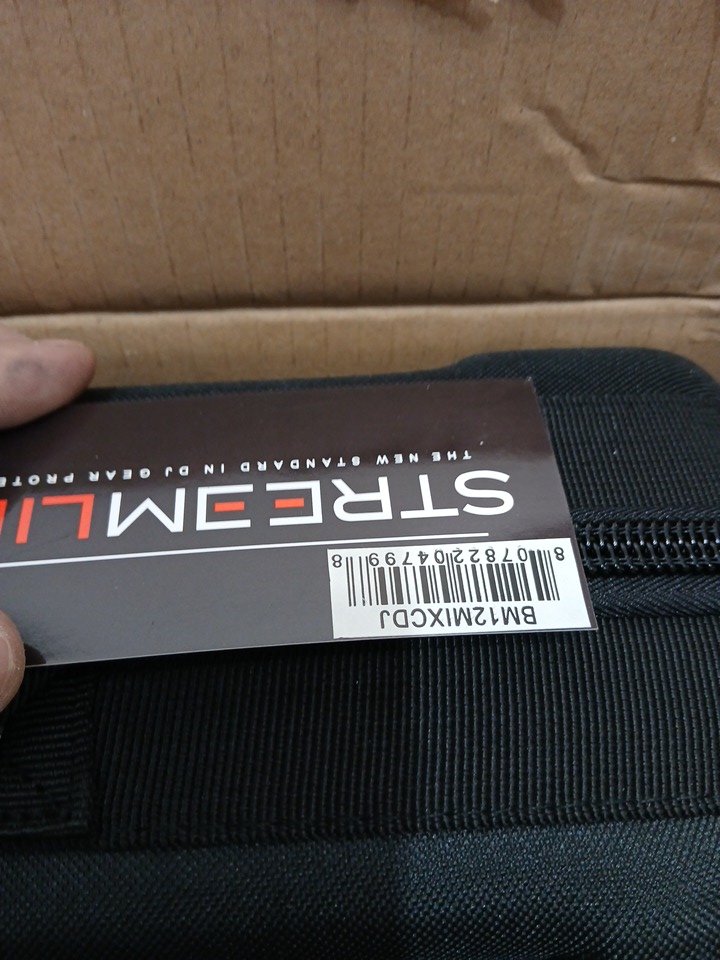 BM12MIXCDJ
8 07822 04799 8
STREEMLI
THE NEW STANDARD IN DJ GEAR PROTE